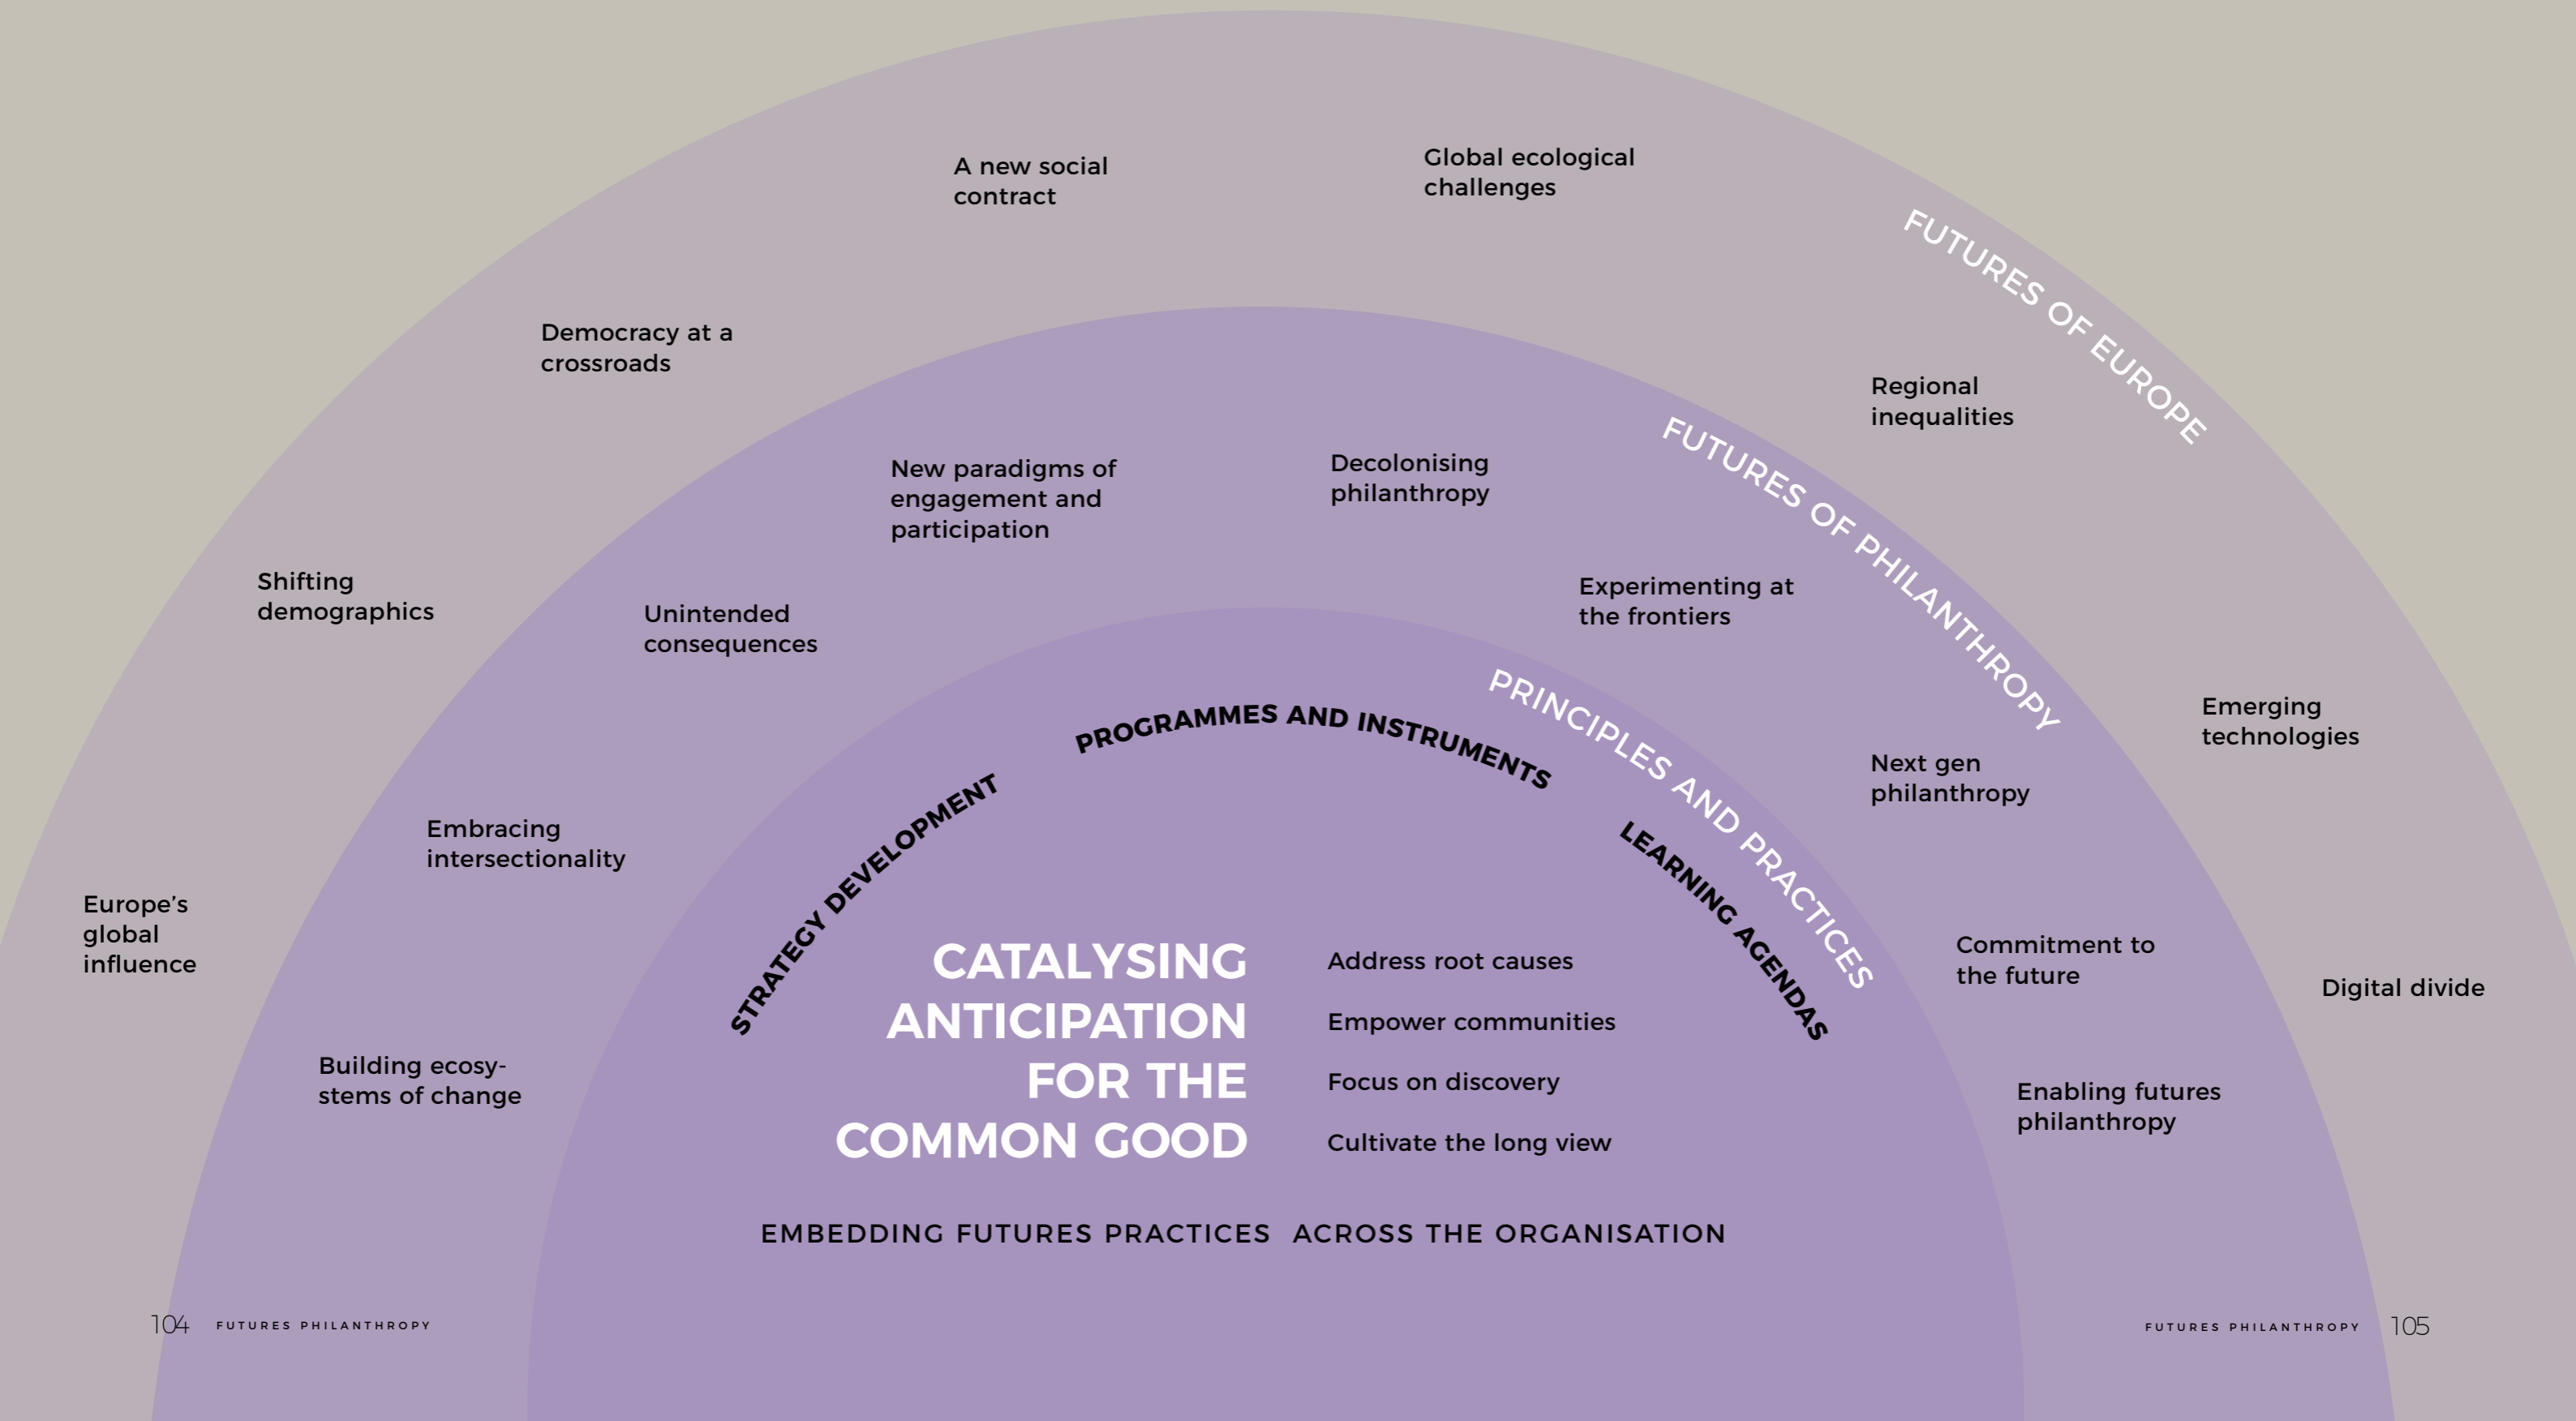 A new social
contract
Global ecological
challenges
FUTURES OF EUROPE
Democracy at a
crossroads
Regional
inequalities
Shifting
demographics
Emerging
technologies
Europe’s
global
influence
Digital divide
FUTURES OF PHILANTHROPY
New paradigms of
engagement and
participation
Decolonising
philanthropy
Unintended
consequences
Experimenting at
the frontiers
Embracing
intersectionality
Next gen
philanthropy
Commitment to
the future
Building ecosy-
stems of change
Enabling futures
philanthropy
PRINCIPLES AND PRACTICES
STRATEGY DEVELOPMENT
PROGRAMMES AND INSTRUMENTS
LEARNING AGENDAS
CATALYSING
ANTICIPATION
FOR THE
COMMON GOOD
Address root causes
Empower communities
Focus on discovery
Cultivate the long view
EMBEDDING FUTURES PRACTICES ACROSS THE ORGANISATION
104 FUTURES PHILANTHROPY
FUTURES PHILANTHROPY 105